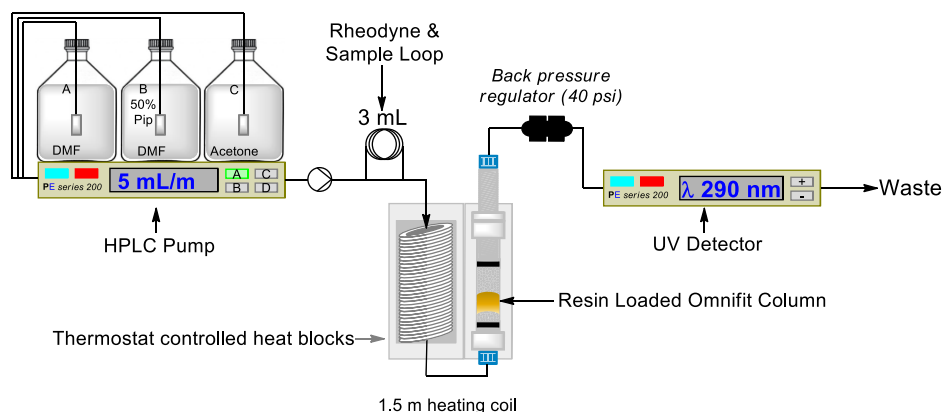 Rheodyne
& Sample Loop
3 mL
A
B
C
50%
Pip
DMF
DMF
Acetone
PE series 200
5 mL/m
A
C
B
D
HPLC Pump
Back pressure
regulator (40 psi)
PE series 200
λ 290 nm
+
-
Waste
UV Detector
Resin Loaded Omnifit Column
Thermostat controlled heat blocks
1.5 m heating coil